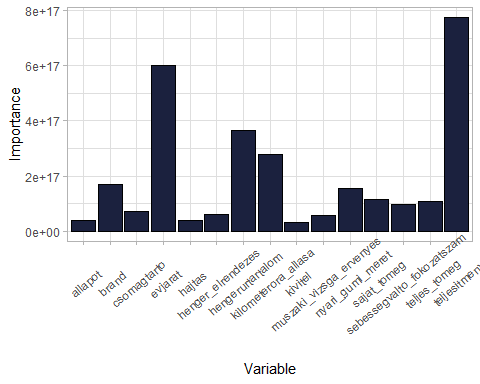 8e+17
6e+17
4e+17
2e+17
0e+00
Importance
allapot
brand
csomagtarto
evjarat
hajtas
henger_elrendezes
hengerurtartalom
kilometerora_allasa
kivitel
muszaki_vizsga_ervenyes
nyari_gumi_meret
sajat_tomeg
sebessegvalto_fokozatszam
teljes_tomeg
teljesitmeny
Variable